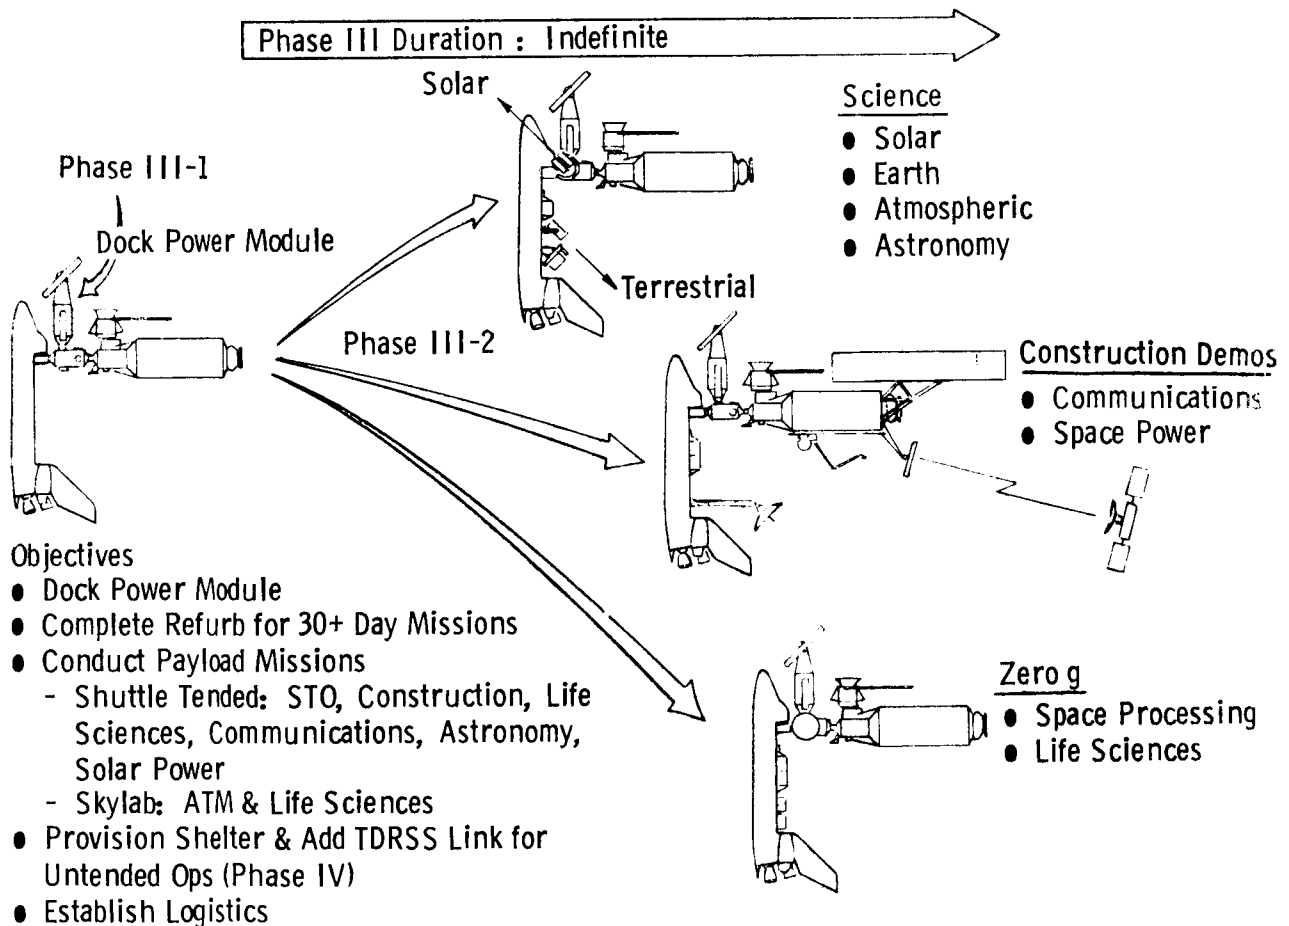 Phase III Duration : Indefinite
Solar
Science
● Solar
● Earth
● Atmospheric
● Astronomy
Phase III-1
Dock Power Module
Terrestrial
Phase III-2
Construction Demos
● Communications
● Space Power
Objectives
● Dock Power Module
● Complete Refurb for 30+ Day Missions
● Conduct Payload Missions
- Shuttle Tended: STO, Construction, Life
Sciences, Communications, Astronomy,
Solar Power
- Skylab: ATM & Life Sciences
● Provision Shelter & Add TDRSS Link for
Untended Ops (Phase IV)
● Establish Logistics
Zero g
● Space Processing
● Life Sciences